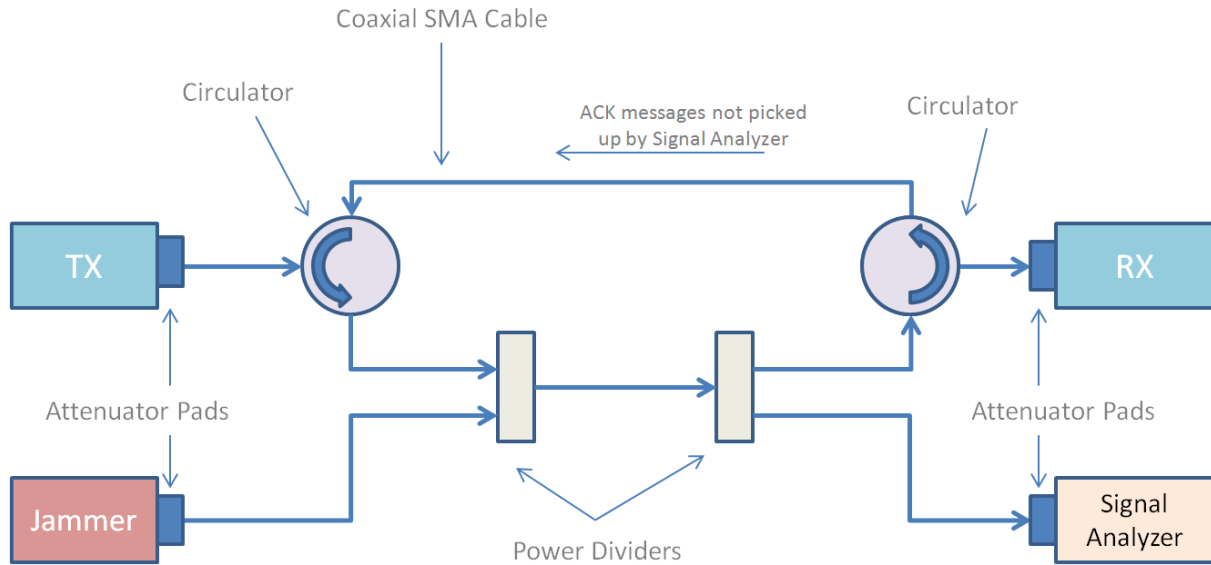 Coaxial SMA Cable
Circulator
ACK messages not picked
up by Signal Analyzer
Circulator
TX
RX
Attenuator Pads
Attenuator Pads
Jammer
Power Dividers
Signal
Analyzer